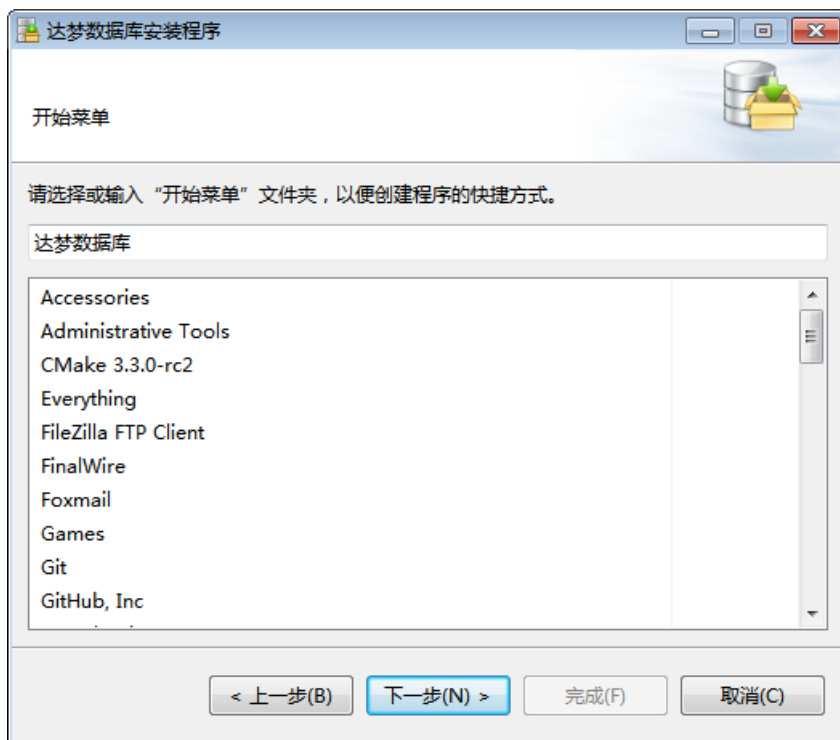 达梦数据库安装程序
开始菜单
请选择或输入“开始菜单”文件夹，以便创建程序的快捷方式。
达梦数据库
Accessories
Administrative Tools
CMake 3.3.0-rc2
Everything
FileZilla FTP Client
FinalWire
Foxmail
Games
Git
GitHub, Inc
< 上一步(B) 下一步(N) > 完成(F) 取消(C)